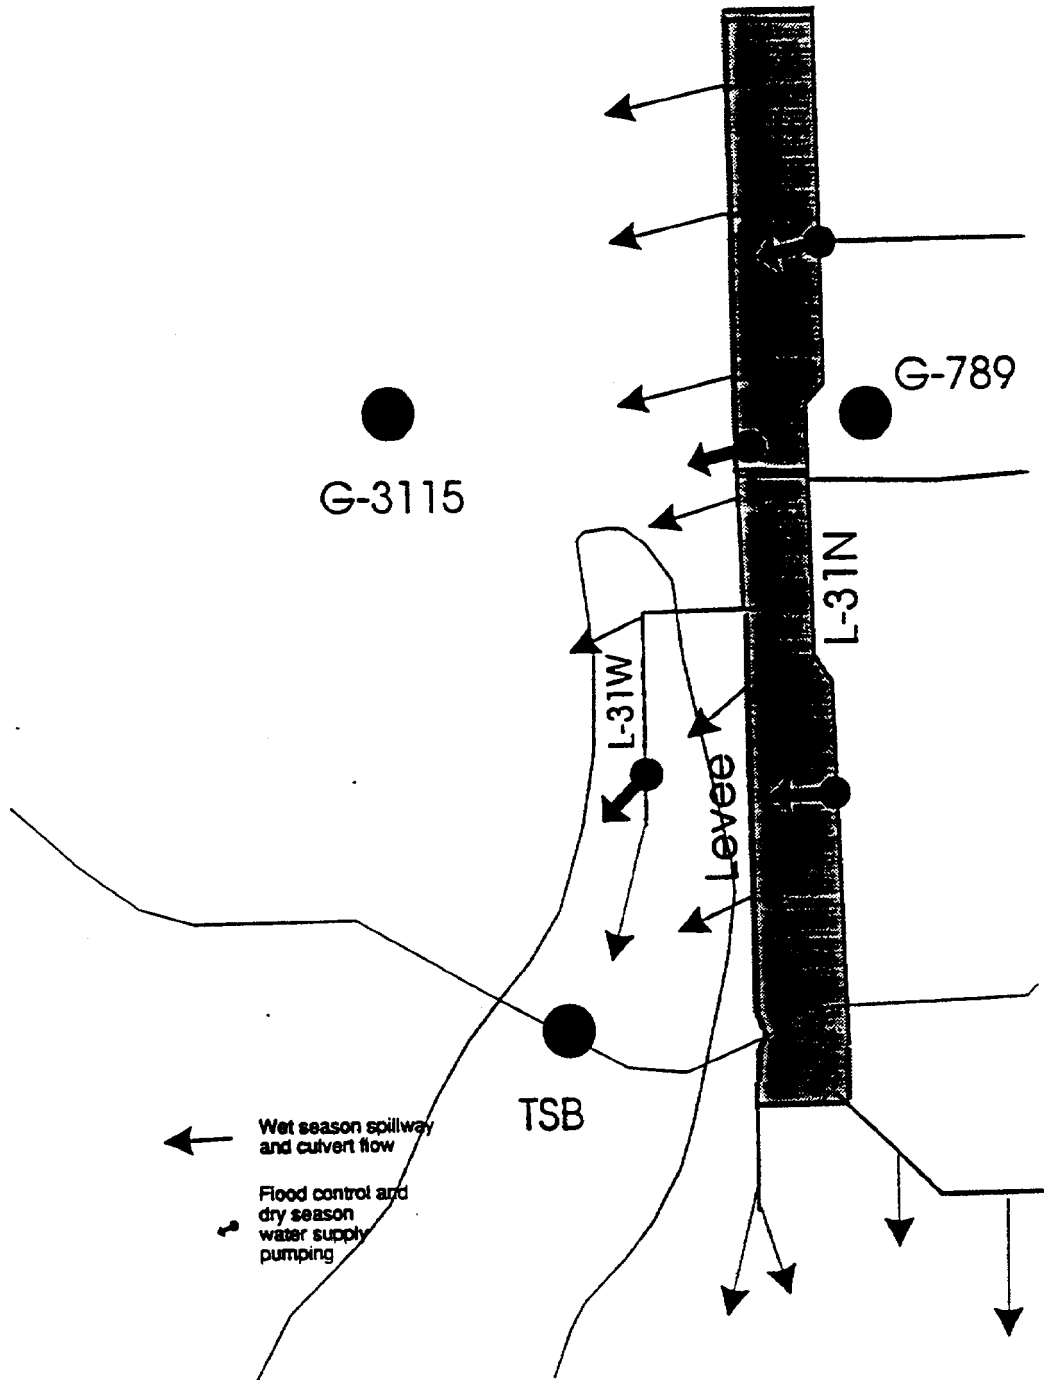 G-789
G-3115
L-31N
L-31W
Levee
TSB
Wet season spillway
and culvert flow
Flood control and
dry season
water supply
pumping